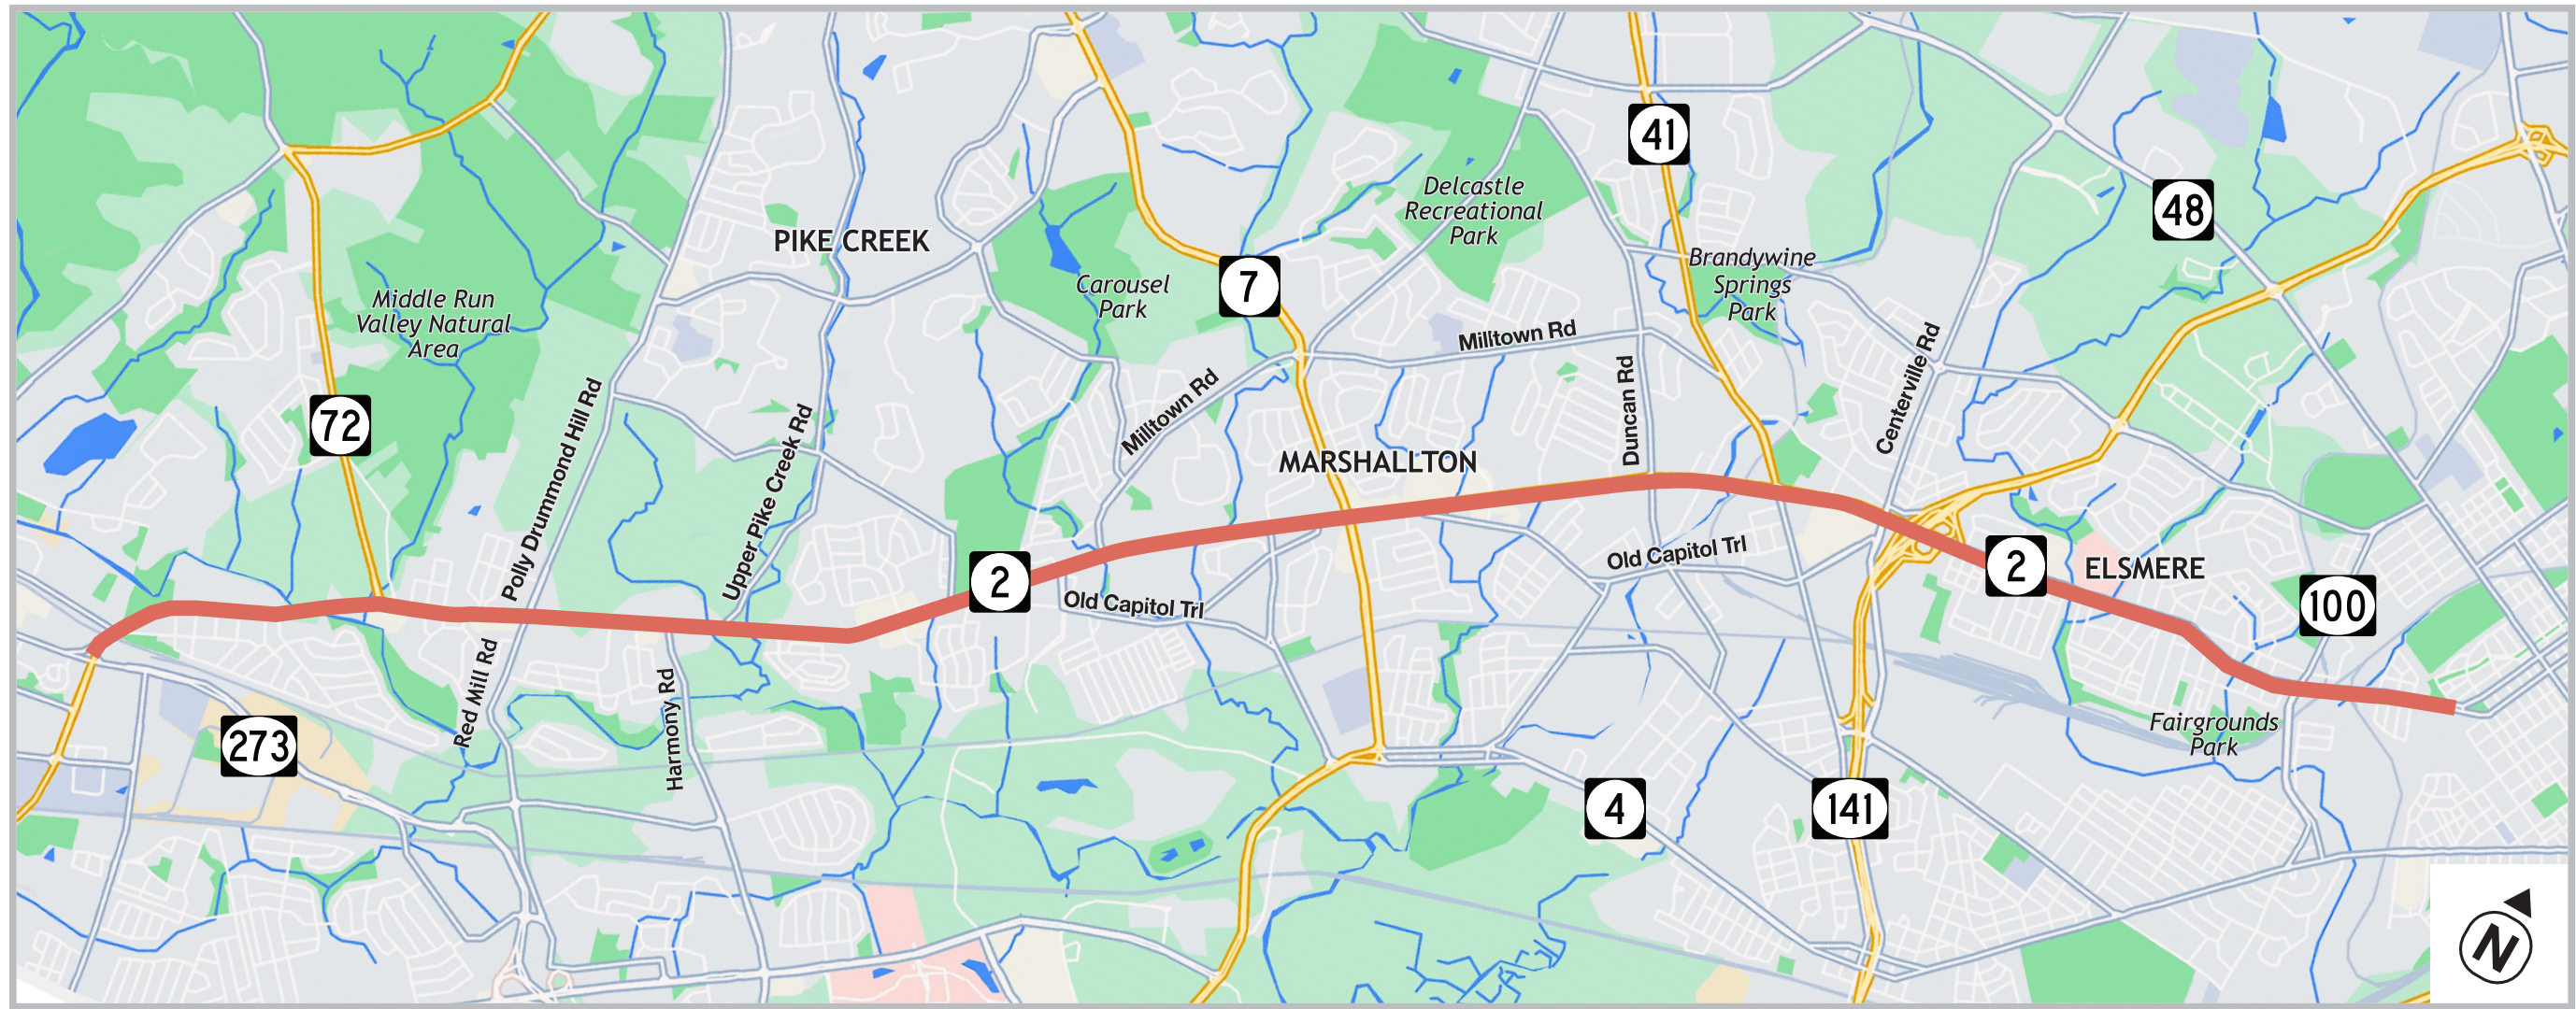 41
Delcastle
Recreational
Park
48
PIKE CREEK
Brandywine
Springs
Park
7
Carousel
Park
Middle Run
Valley Natural
Area
Milltown Rd
Centerville Rd
Duncan Rd
Milltown Rd
72
Polly Drummond Hill Rd
Upper Pike Creek Rd
MARSHALLTON
Old Capitol Trl
2
2
ELSMERE
100
Old Capitol Trl
Red Mill Rd
Harmony Rd
273
Fairgrounds
Park
4
141
N